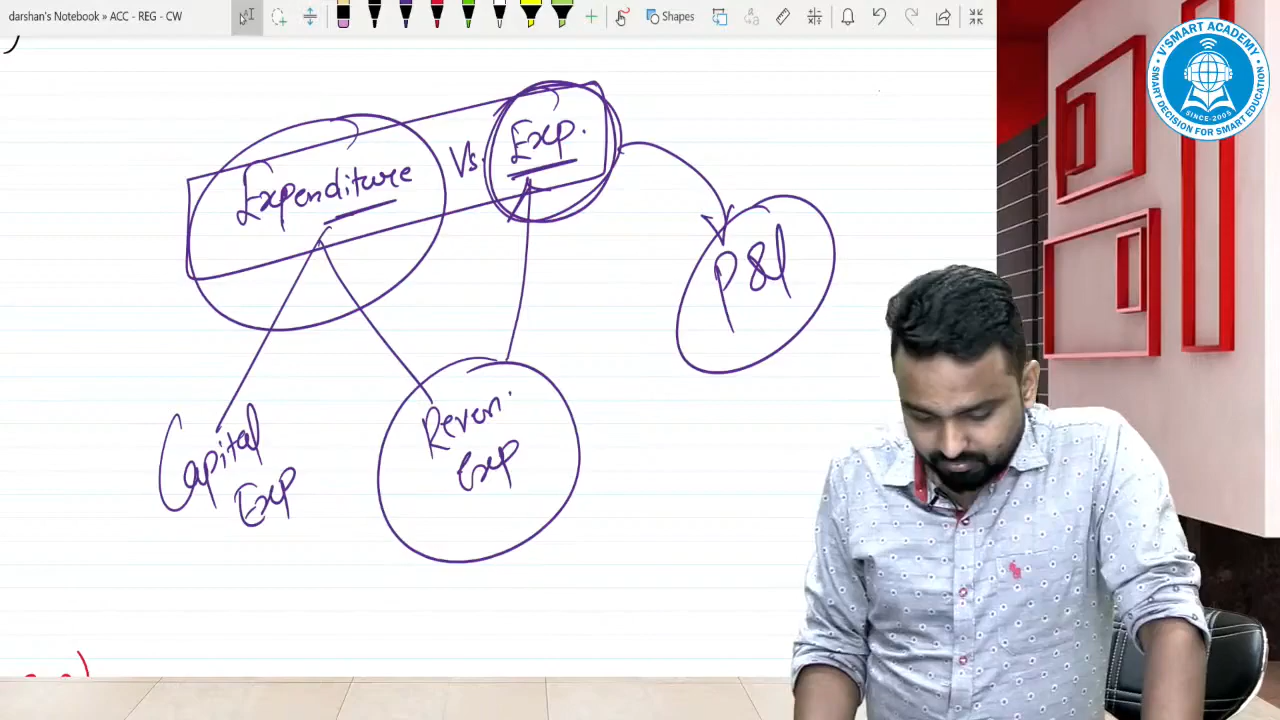 darshan's Notebook » ACC - REG - CW
Shapes
V'SMART ACADEMY
SINCE-2005
SMART DECISION FOR SMART EDUCATION
Expenditure Vs. Exp.
P&l
Capital
Exp
Reven.
Exp